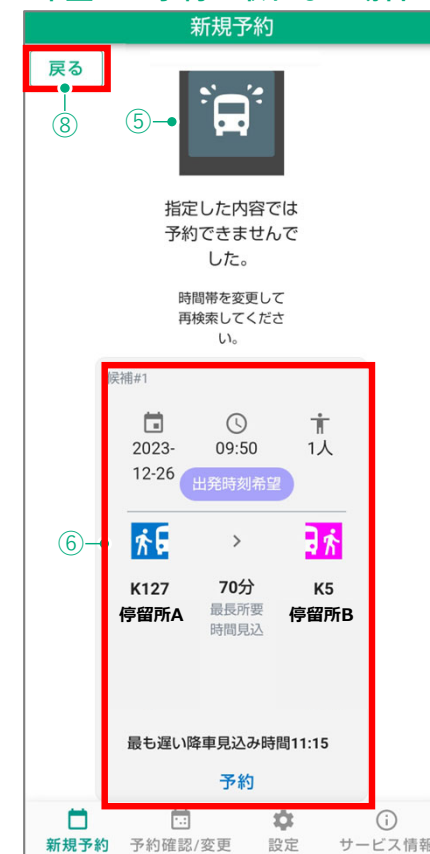 新規予約
戻る
⑧
⑤
指定した内容では
予約できませんで
した。
時間帯を変更して
再検索してくださ
い。
候補#1
2023-
12-26
09:50
1人
出発時刻希望
⑥
>
K127
停留所A
70分
最長所要
時間見込
K5
停留所B
最も遅い降車見込み時間11:15
予約
新規予約
予約確認/変更
設定
サービス情報